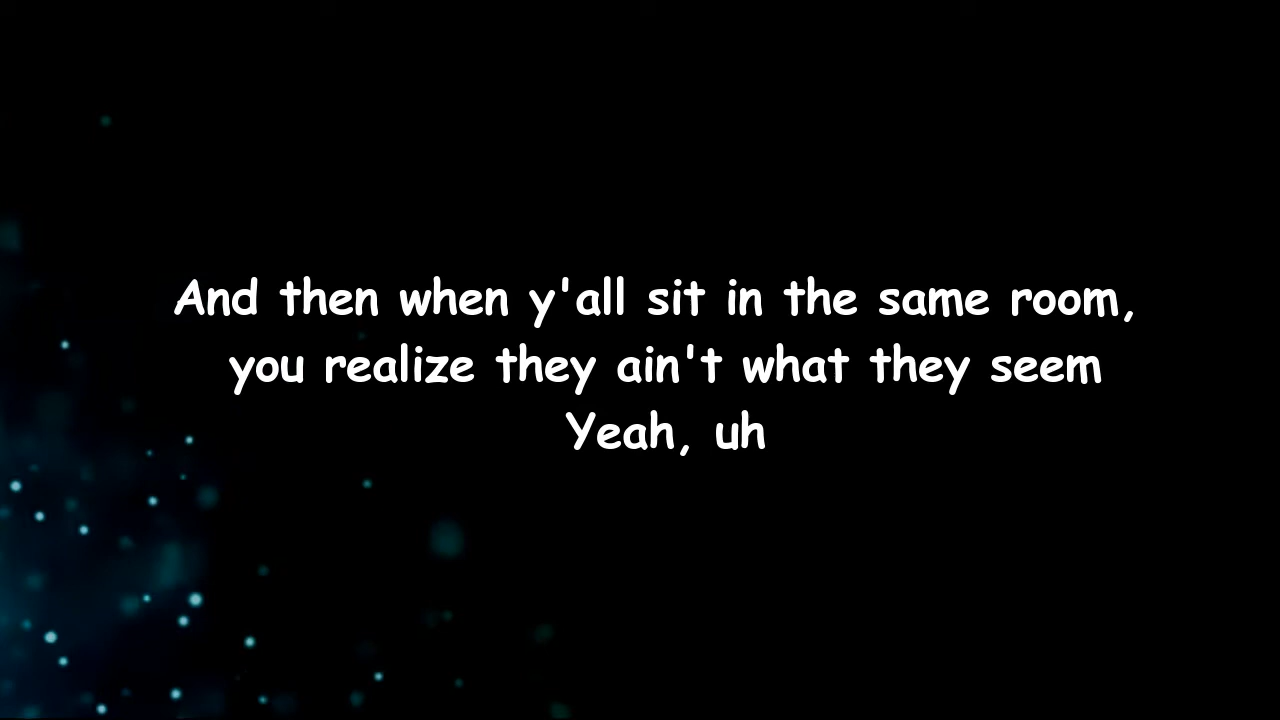 And then when y'all sit in the same room,
you realize they ain't what they seem
Yeah, uh